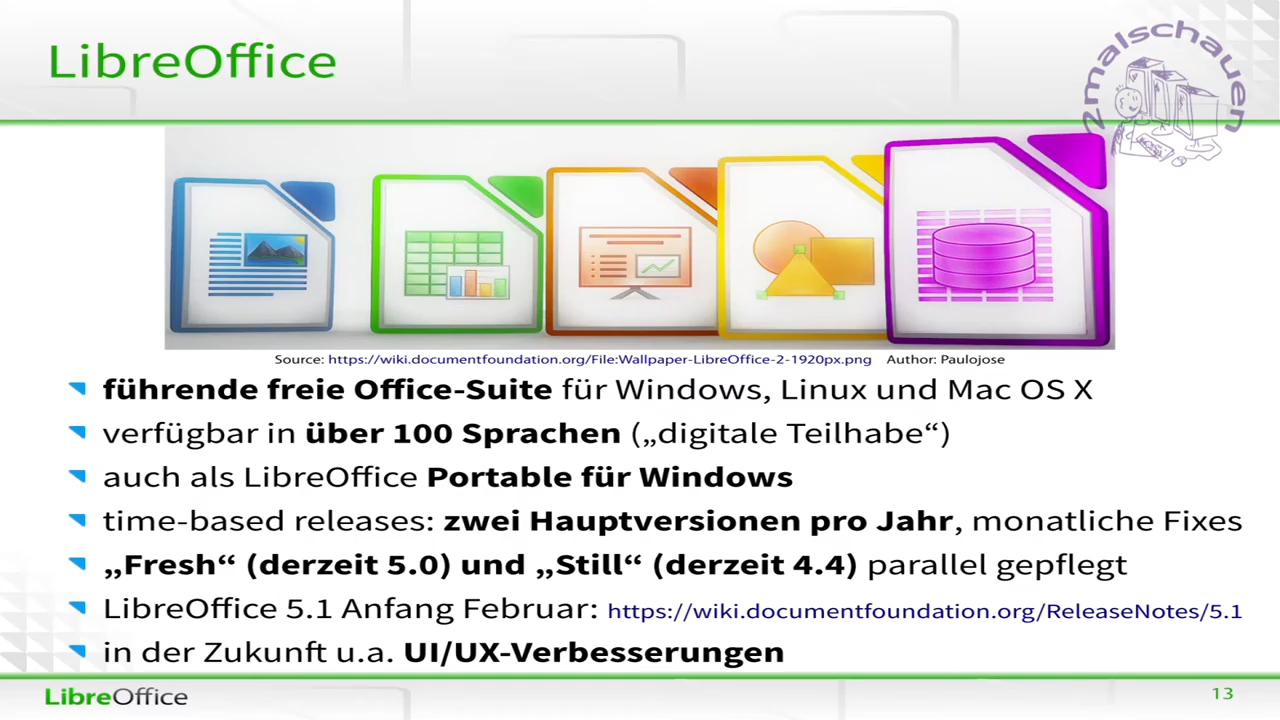 LibreOffice
2malschauen
Source: https://wiki.documentfoundation.org/File:Wallpaper-LibreOffice-2-1920px.png Author: Paulojose
führende freie Office-Suite für Windows, Linux und Mac OS X
verfügbar in über 100 Sprachen („digitale Teilhabe“)
auch als LibreOffice Portable für Windows
time-based releases: zwei Hauptversionen pro Jahr, monatliche Fixes
„Fresh“ (derzeit 5.0) und „Still“ (derzeit 4.4) parallel gepflegt
LibreOffice 5.1 Anfang Februar: https://wiki.documentfoundation.org/ReleaseNotes/5.1
in der Zukunft u.a. UI/UX-Verbesserungen
LibreOffice
13